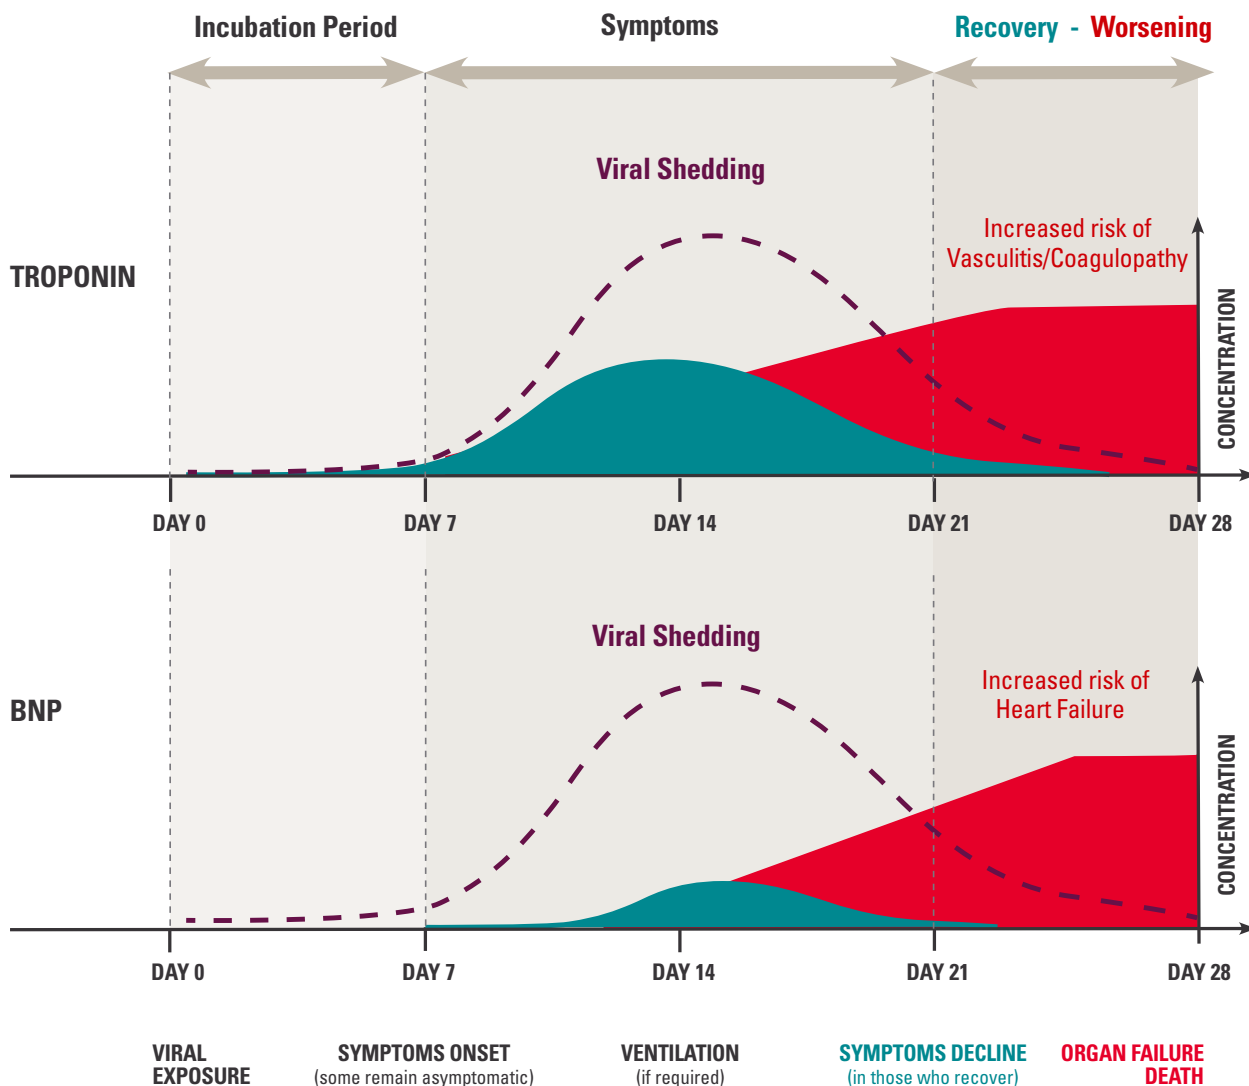 Incubation Period
Symptoms
Recovery - Worsening
Viral Shedding
Increased risk of
Vasculitis/Coagulopathy
TROPONIN
CONCENTRATION
DAY 0
DAY 7
DAY 14
DAY 21
DAY 28
Viral Shedding
Increased risk of
Heart Failure
BNP
CONCENTRATION
DAY 0
DAY 7
DAY 14
DAY 21
DAY 28
VIRAL
EXPOSURE
SYMPTOMS ONSET
(some remain asymptomatic)
VENTILATION
(if required)
SYMPTOMS DECLINE
(in those who recover)
ORGAN FAILURE
DEATH